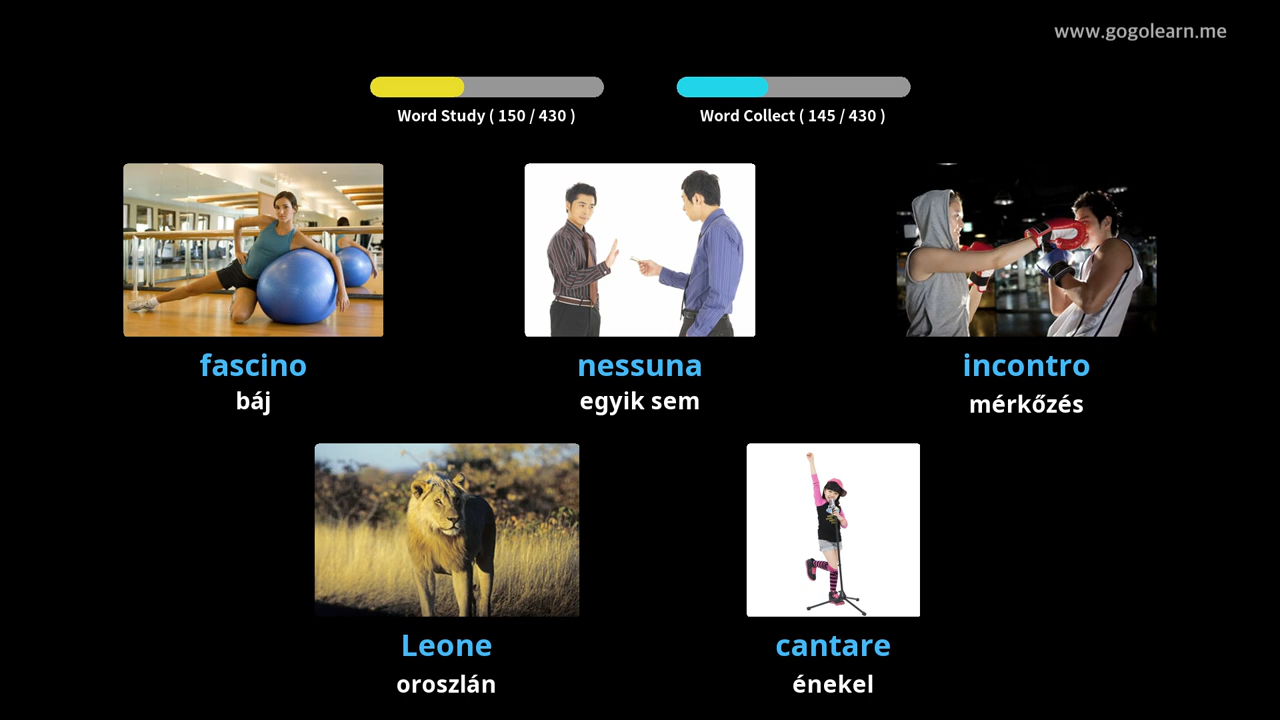 www.gogolearn.me
Word Study ( 150 / 430 )
Word Collect ( 145 / 430 )
fascino
báj
nessuna
egyik sem
incontro
mérkőzés
Leone
oroszlán
cantare
énekel